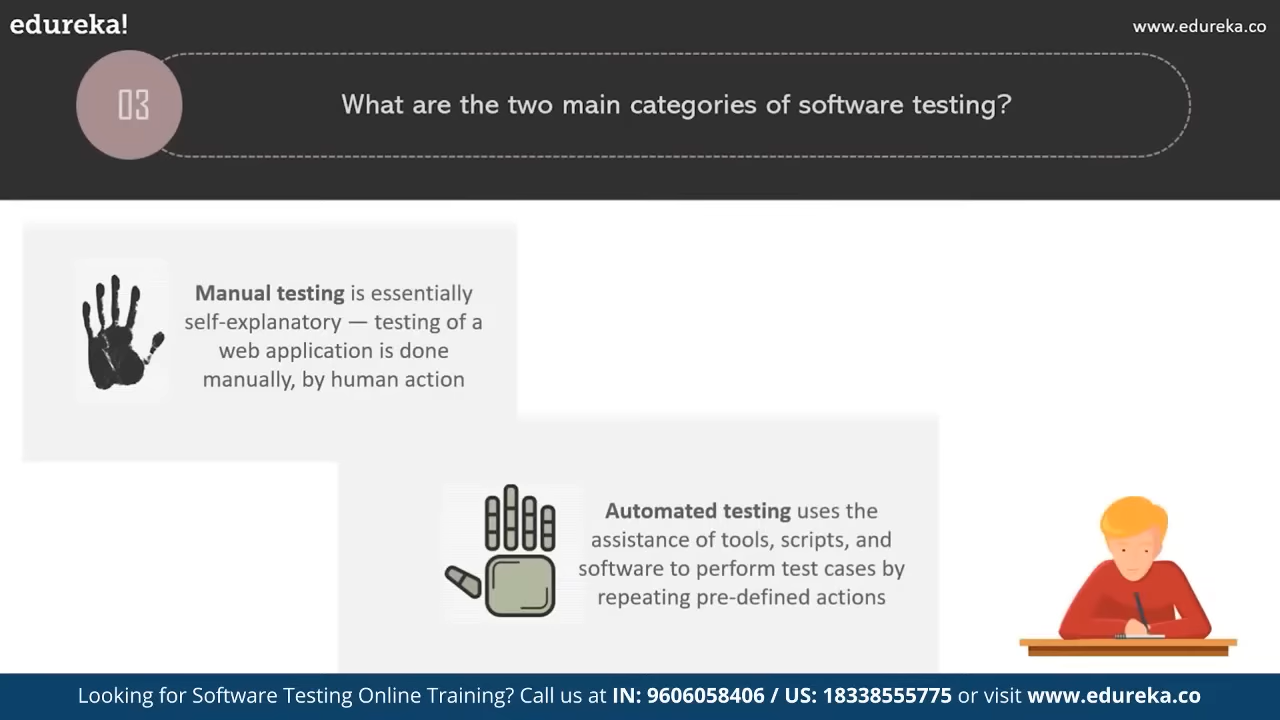 edureka!
www.edureka.co
03
What are the two main categories of software testing?
Manual testing is essentially
self-explanatory — testing of a
web application is done
manually, by human action
Automated testing uses the
assistance of tools, scripts, and
software to perform test cases by
repeating pre-defined actions
Looking for Software Testing Online Training? Call us at IN: 9606058406 / US: 18338555775 or visit www.edureka.co